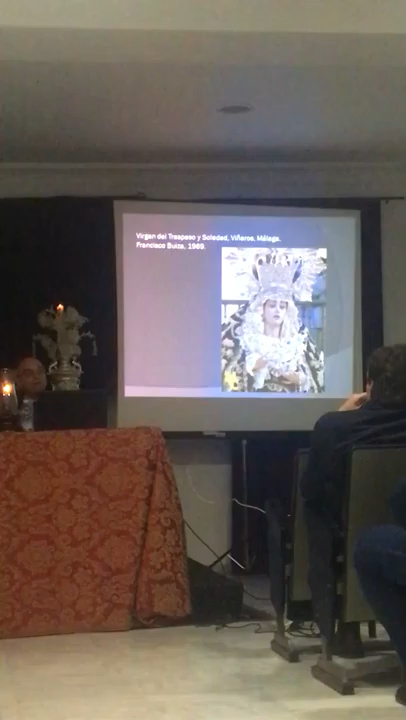 Virgen del Traspaso y Soledad, Viñeros, Málaga.
Francisco Buiza, 1969.